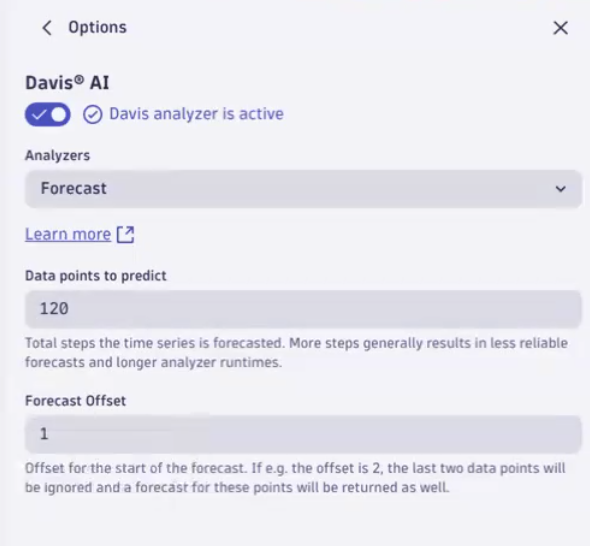 Options
Davis® AI
Davis analyzer is active
Analyzers
Forecast
Learn more
Data points to predict
120
Total steps the time series is forecasted. More steps generally results in less reliable
forecasts and longer analyzer runtimes.
Forecast Offset
1
Offset for the start of the forecast. If e.g. the offset is 2, the last two data points will
be ignored and a forecast for these points will be returned as well.